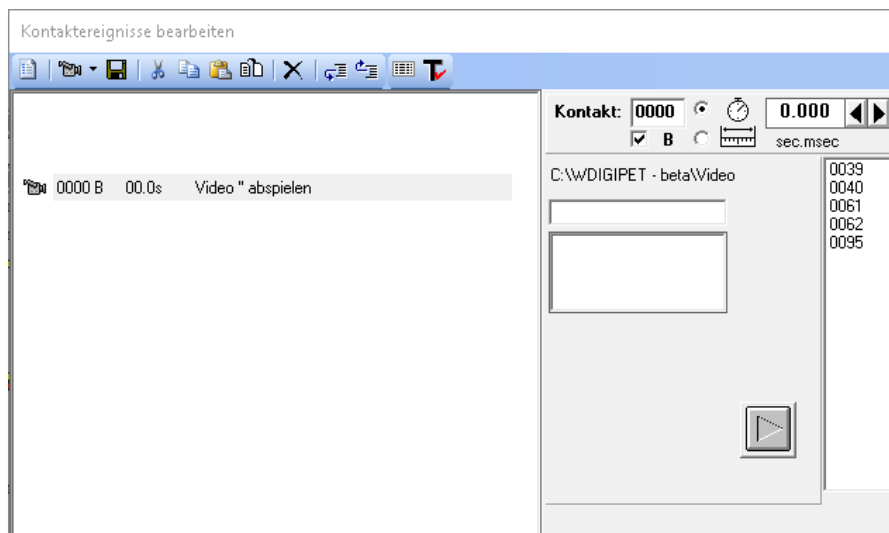 Kontaktereignisse bearbeiten
Kontakt: 0000 0.000
B sec.msec
0000 B 00.0s Video '' abspielen
C:\WDIGIPET - beta\Video
0039
0040
0061
0062
0095